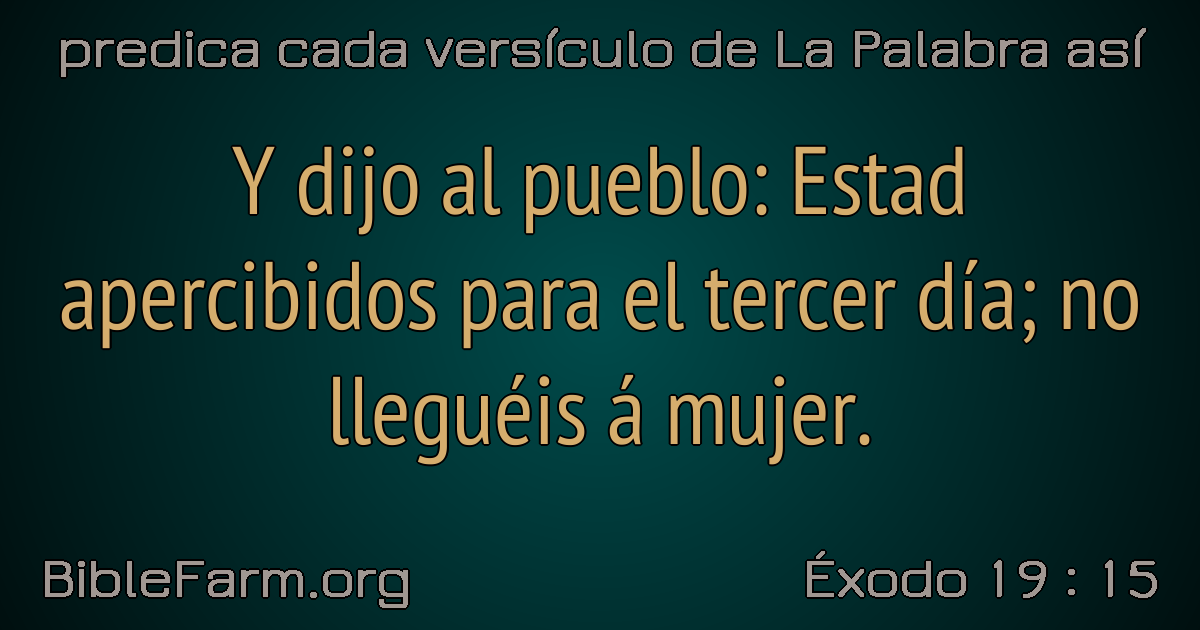 predica cada versículo de La Palabra así
Y dijo al pueblo: Estad
apercibidos para el tercer día; no
lleguéis á mujer.
BibleFarm.org
Éxodo 19 : 15